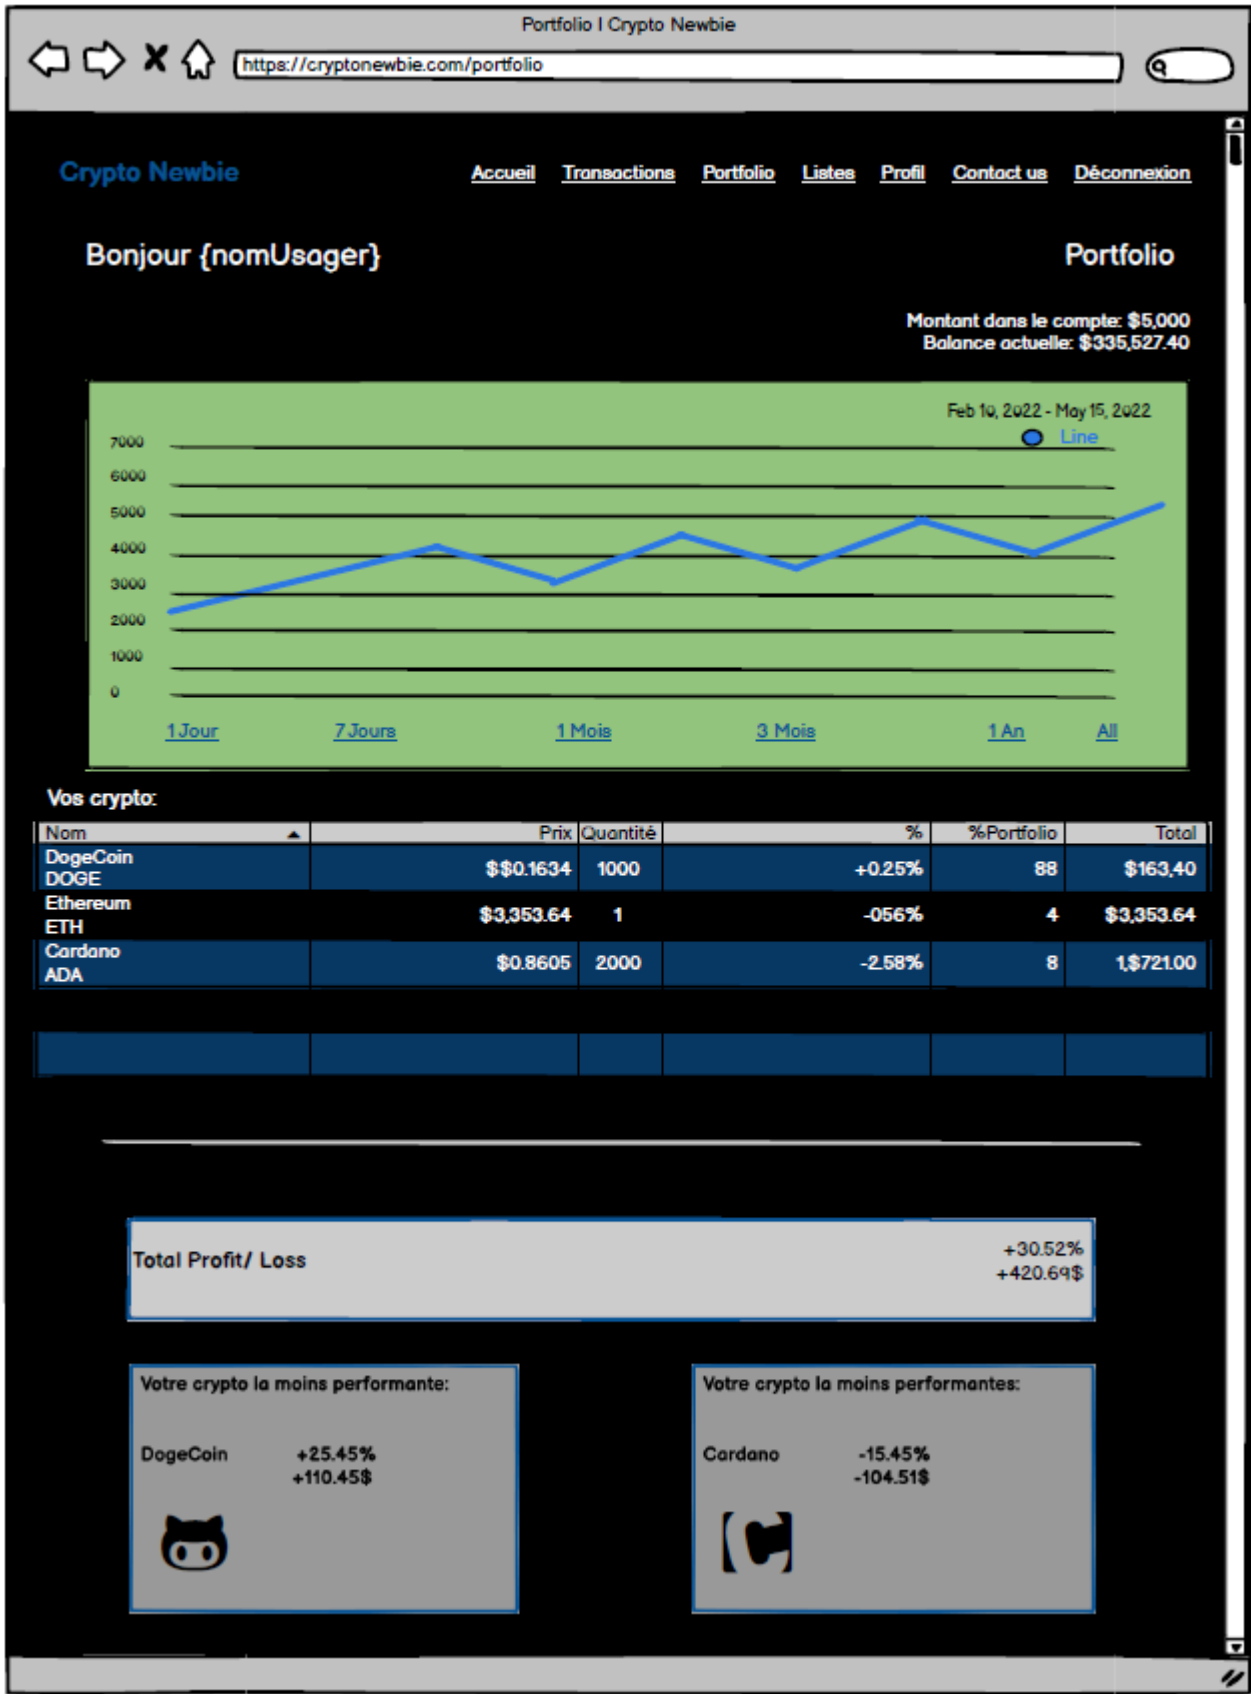 Portfolio I Crypto Newbie
https://cryptonewbie.com/portfolio
Crypto Newbie Accueil Transactions Portfolio Listes Profil Contact us Déconnexion
Bonjour {nomUsager} Portfolio
Montant dans le compte: $5,000
Balance actuelle: $335,527.40
Feb 10, 2022 - May 15, 2022
Line
7000
6000
5000
4000
3000
2000
1000
0
1 Jour 7 Jours 1 Mois 3 Mois 1 An All
Vos crypto:
Nom Prix Quantité % %Portfolio Total
DogeCoin
DOGE $$0.1634 1000 +0.25% 88 $163,40
Ethereum
ETH $3,353.64 1 -056% 4 $3,353.64
Cardano
ADA $0.8605 2000 -2.58% 8 1,$721.00
Total Profit/ Loss +30.52%
+420.69$
Votre crypto la moins performante:
DogeCoin +25.45%
+110.45$
Votre crypto la moins performantes:
Cardano -15.45%
-104.51$